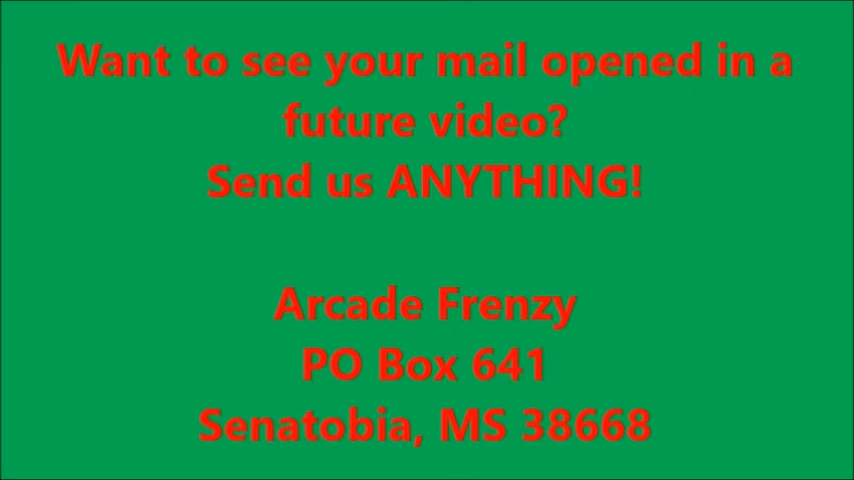 Want to see your mail opened in a
future video?
Send us ANYTHING!
Arcade Frenzy
PO Box 641
Senatobia, MS 38668